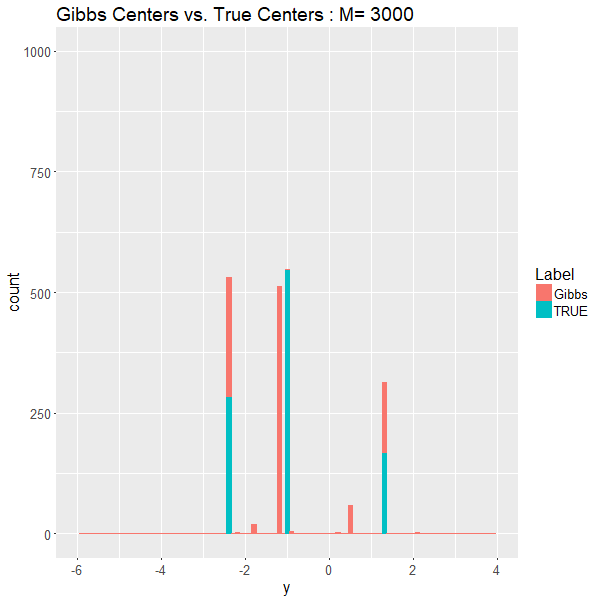 Gibbs Centers vs. True Centers : M= 3000
1000
750
500
250
0
count
-6 -4 -2 0 2 4
y
Label
Gibbs
TRUE